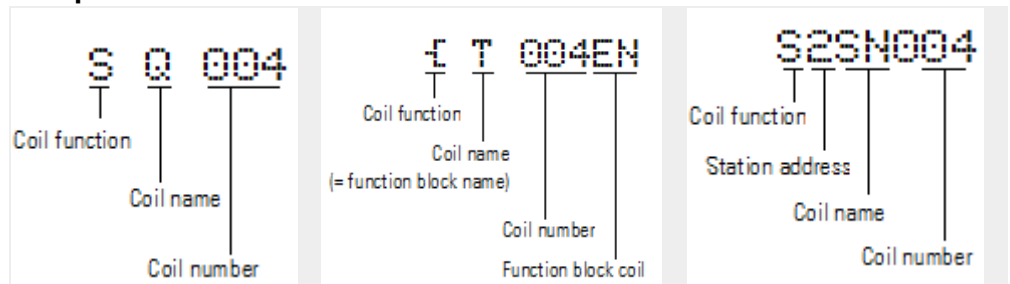 S Q 004
Coil function
Coil name
Coil number
[ T 004EN
Coil function
Coil name
(= function block name)
Coil number
Function block coil
S2SN004
Coil function
Station address
Coil name
Coil number